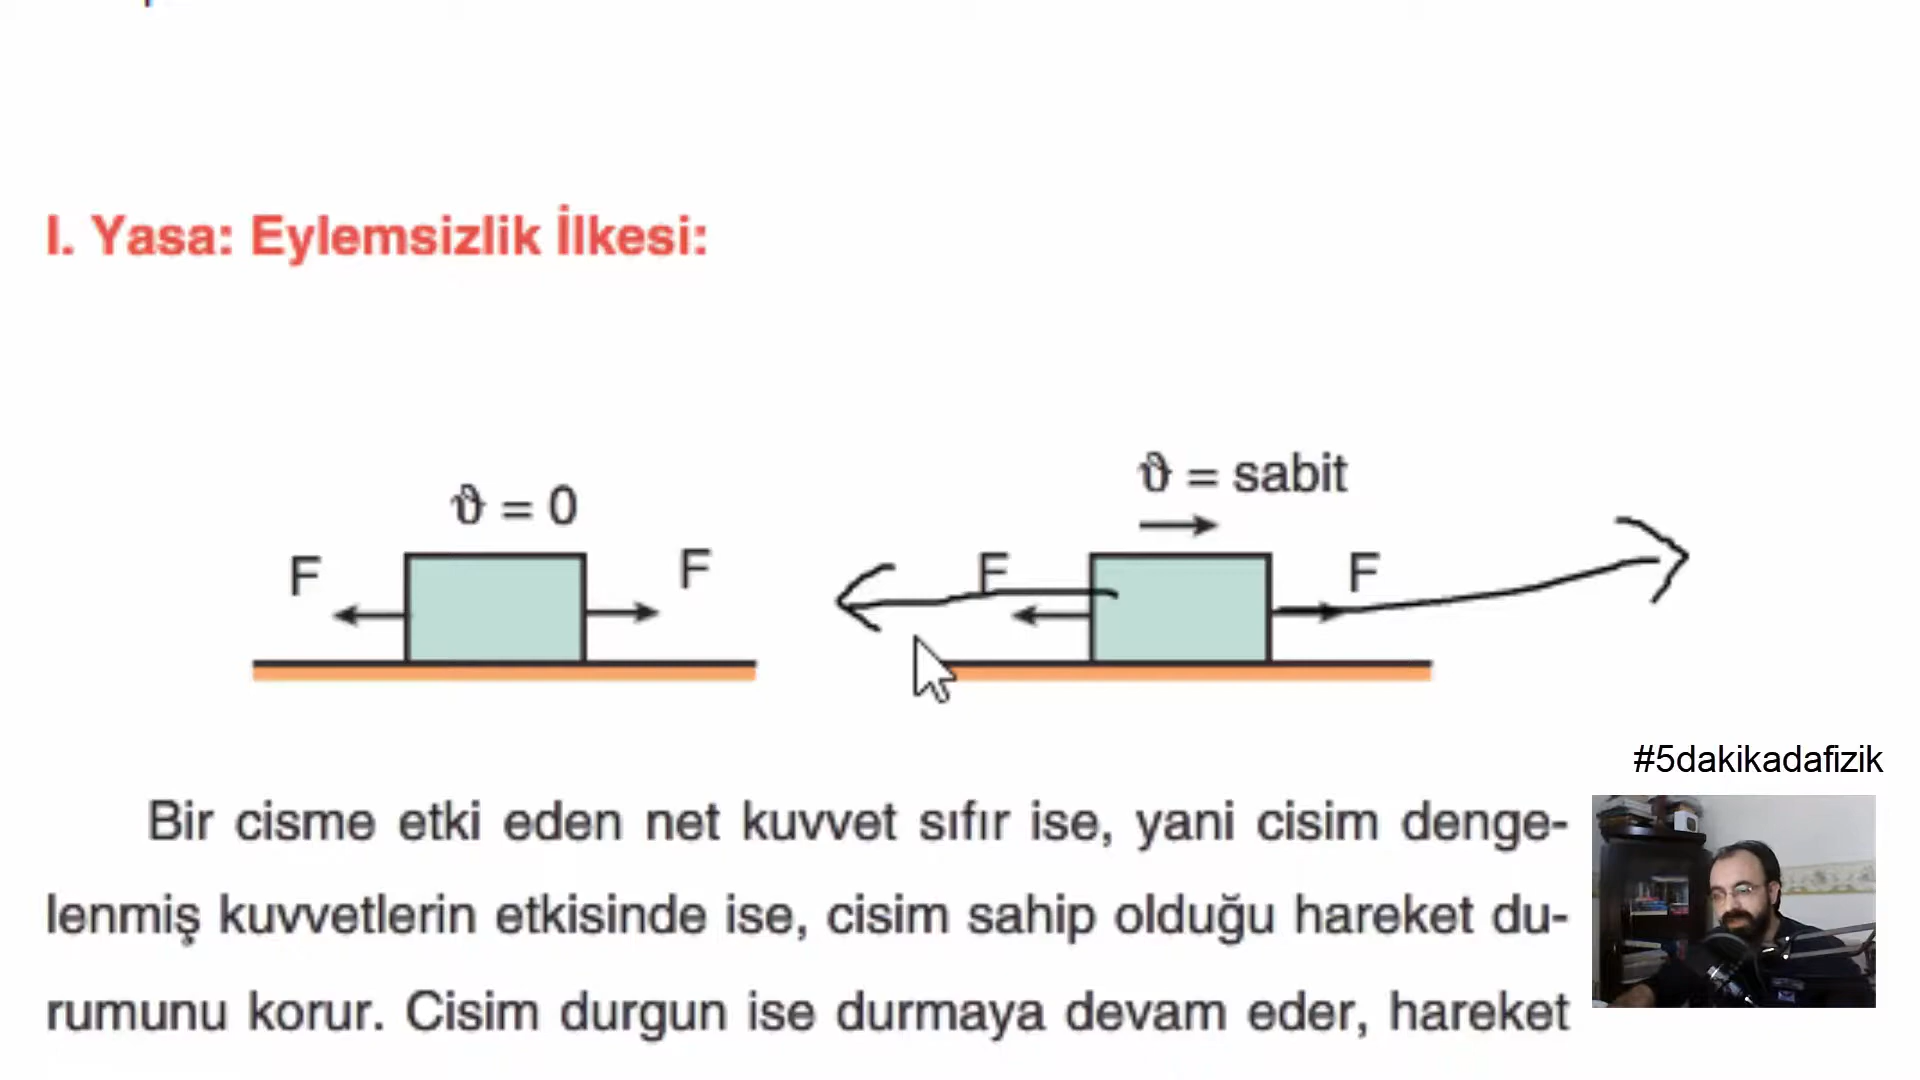 I. Yasa: Eylemsizlik İlkesi:
ϑ = 0
F
F
ϑ = sabit
F
F
#5dakikadafizik
Bir cisme etki eden net kuvvet sıfır ise, yani cisim denge-
lenmiş kuvvetlerin etkisinde ise, cisim sahip olduğu hareket du-
rumunu korur. Cisim durgun ise durmaya devam eder, hareket